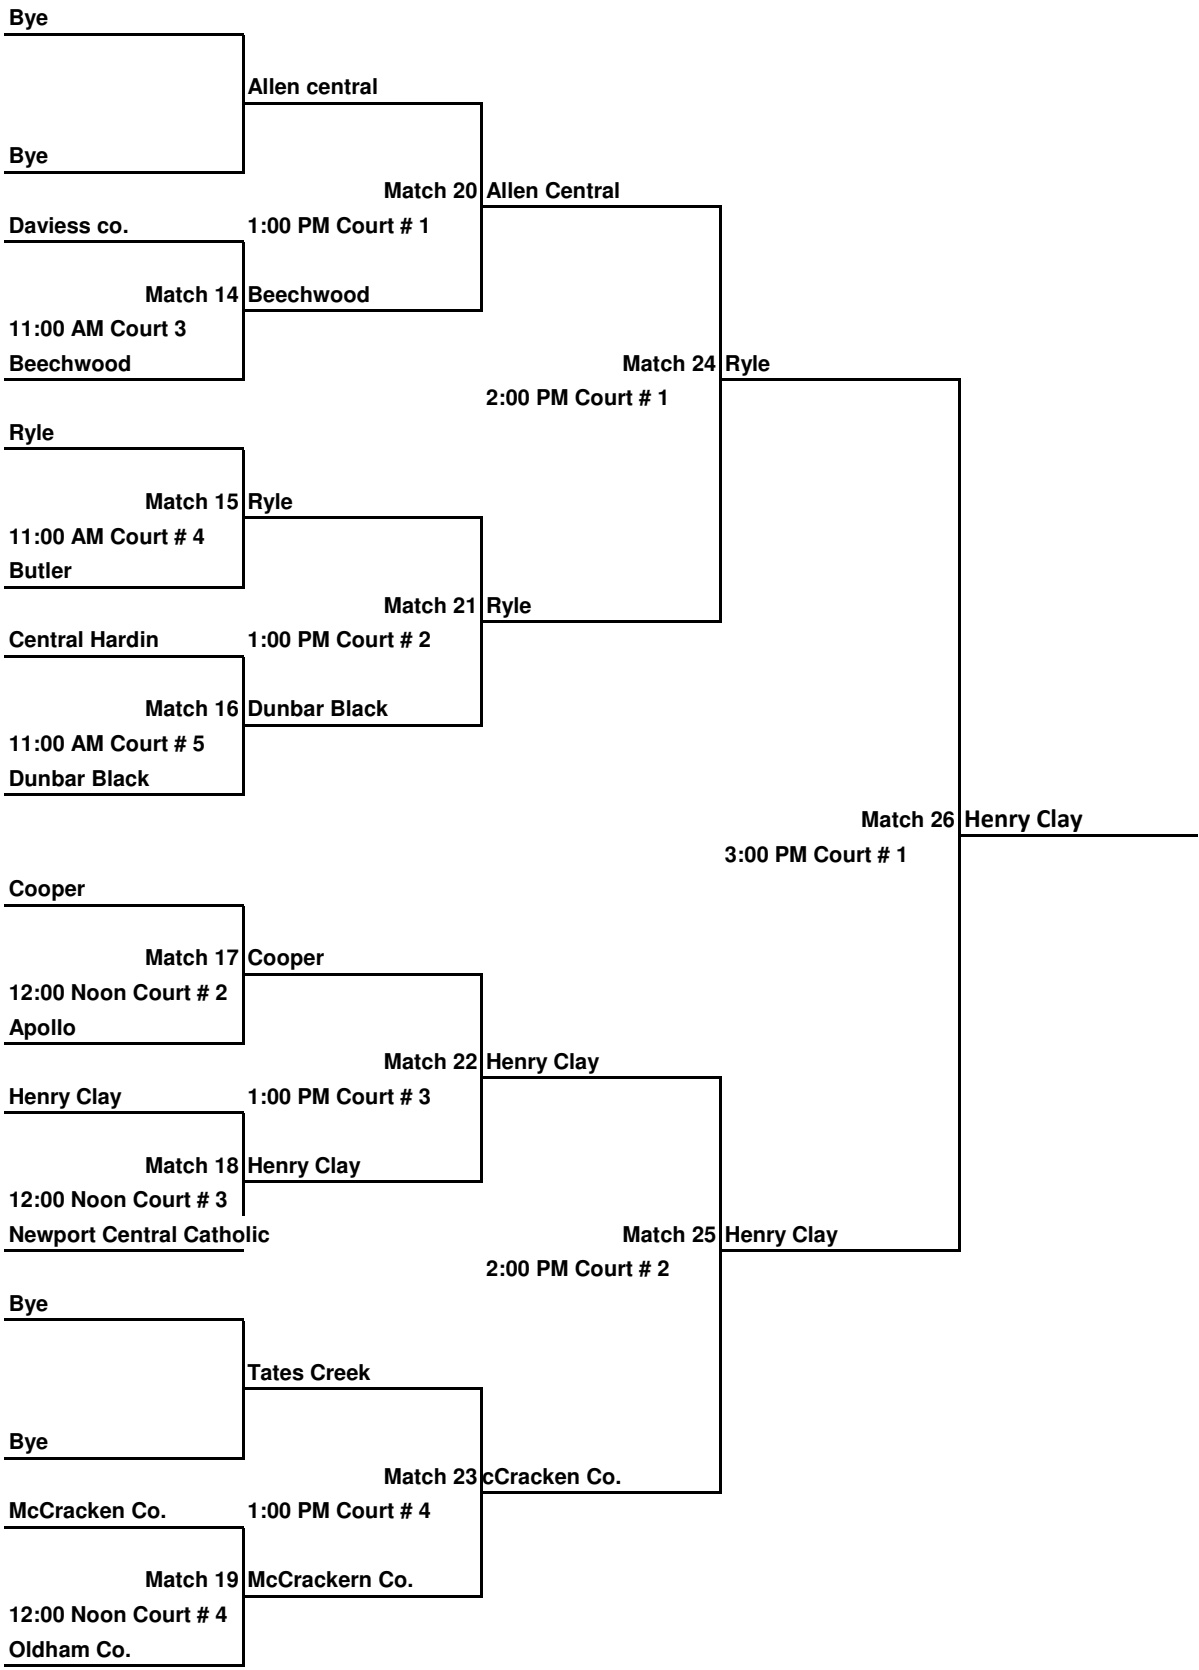 Bye
Allen central
Bye
Match 20 Allen Central
Daviess co.
1:00 PM Court # 1
Match 14 Beechwood
11:00 AM Court 3
Beechwood
Match 24 Ryle
2:00 PM Court # 1
Ryle
Match 15 Ryle
11:00 AM Court # 4
Butler
Match 21 Ryle
Central Hardin
1:00 PM Court # 2
Match 16 Dunbar Black
11:00 AM Court # 5
Dunbar Black
Match 26 Henry Clay
3:00 PM Court # 1
Cooper
Match 17 Cooper
12:00 Noon Court # 2
Apollo
Match 22 Henry Clay
Henry Clay
1:00 PM Court # 3
Match 18 Henry Clay
12:00 Noon Court # 3
Newport Central Catholic
Match 25 Henry Clay
2:00 PM Court # 2
Bye
Tates Creek
Bye
Match 23 cCracken Co.
McCracken Co.
1:00 PM Court # 4
Match 19 McCrackern Co.
12:00 Noon Court # 4
Oldham Co.